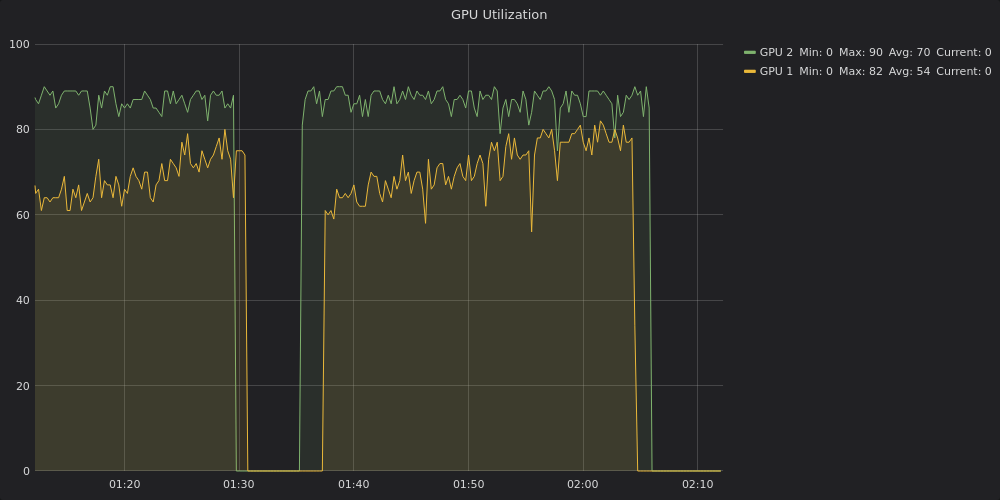 GPU Utilization
100
80
60
40
20
0
01:20 01:30 01:40 01:50 02:00 02:10
GPU 2 Min: 0 Max: 90 Avg: 70 Current: 0
GPU 1 Min: 0 Max: 82 Avg: 54 Current: 0